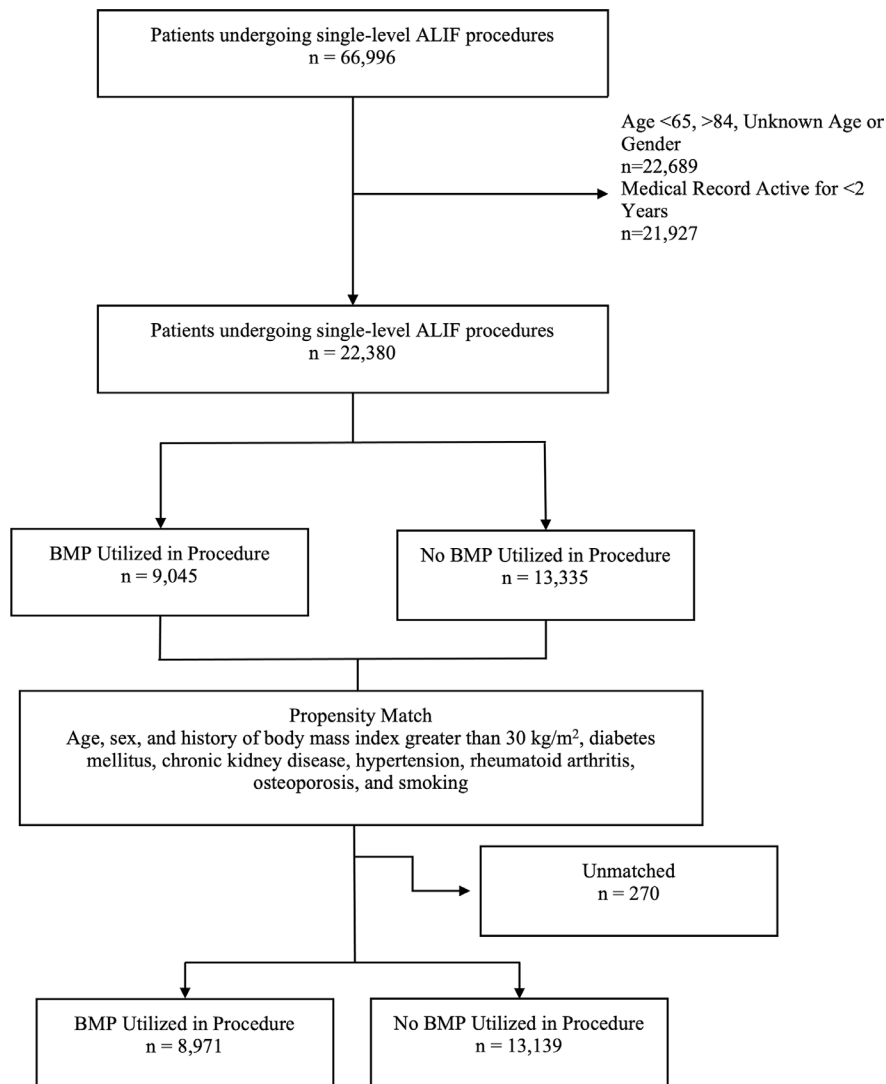 Patients undergoing single-level ALIF procedures
n = 66,996
Age <65, >84, Unknown Age or
Gender
n=22,689
Medical Record Active for <2
Years
n=21,927
Patients undergoing single-level ALIF procedures
n = 22,380
BMP Utilized in Procedure
n = 9,045
No BMP Utilized in Procedure
n = 13,335
Propensity Match
Age, sex, and history of body mass index greater than 30 kg/m², diabetes
mellitus, chronic kidney disease, hypertension, rheumatoid arthritis,
osteoporosis, and smoking
Unmatched
n = 270
BMP Utilized in Procedure
n = 8,971
No BMP Utilized in Procedure
n = 13,139